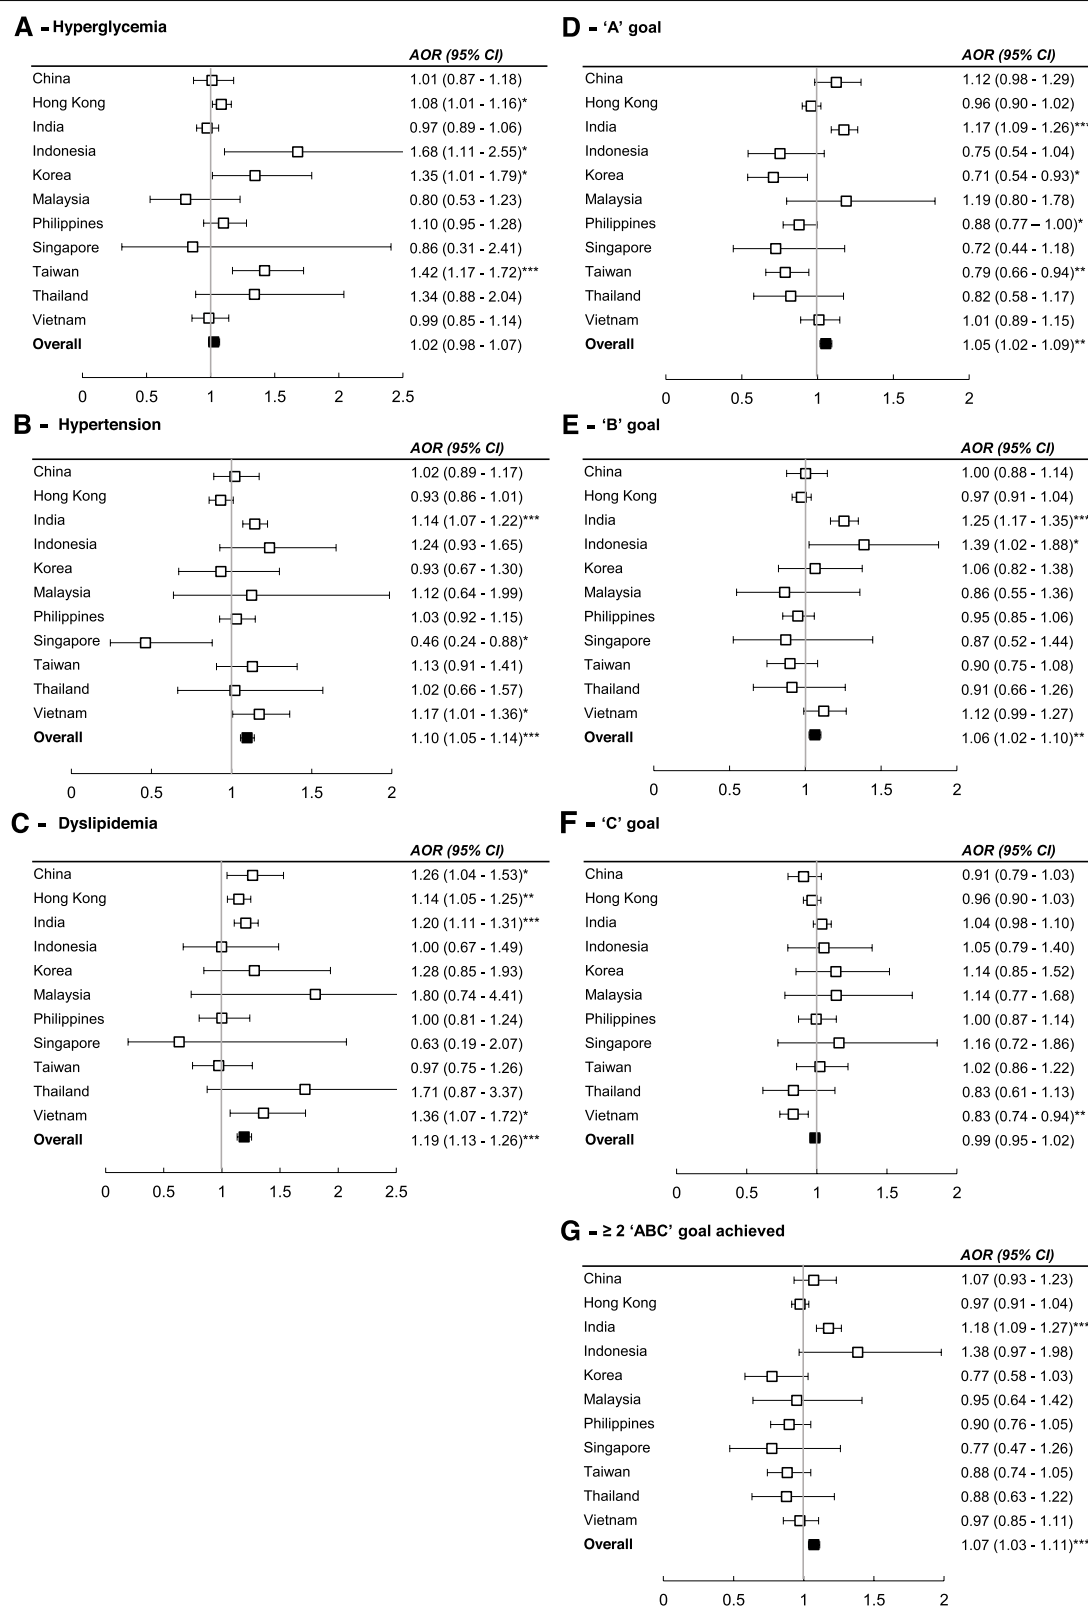 A - Hyperglycemia
AOR (95% CI)
China 1.01 (0.87 - 1.18)
Hong Kong 1.08 (1.01 - 1.16)*
India 0.97 (0.89 - 1.06)
Indonesia 1.68 (1.11 - 2.55)*
Korea 1.35 (1.01 - 1.79)*
Malaysia 0.80 (0.53 - 1.23)
Philippines 1.10 (0.95 - 1.28)
Singapore 0.86 (0.31 - 2.41)
Taiwan 1.42 (1.17 - 1.72)***
Thailand 1.34 (0.88 - 2.04)
Vietnam 0.99 (0.85 - 1.14)
Overall 1.02 (0.98 - 1.07)
0 0.5 1 1.5 2 2.5
B - Hypertension
AOR (95% CI)
China 1.02 (0.89 - 1.17)
Hong Kong 0.93 (0.86 - 1.01)
India 1.14 (1.07 - 1.22)***
Indonesia 1.24 (0.93 - 1.65)
Korea 0.93 (0.67 - 1.30)
Malaysia 1.12 (0.64 - 1.99)
Philippines 1.03 (0.92 - 1.15)
Singapore 0.46 (0.24 - 0.88)*
Taiwan 1.13 (0.91 - 1.41)
Thailand 1.02 (0.66 - 1.57)
Vietnam 1.17 (1.01 - 1.36)*
Overall 1.10 (1.05 - 1.14)***
0 0.5 1 1.5 2
C - Dyslipidemia
AOR (95% CI)
China 1.26 (1.04 - 1.53)*
Hong Kong 1.14 (1.05 - 1.25)**
India 1.20 (1.11 - 1.31)***
Indonesia 1.00 (0.67 - 1.49)
Korea 1.28 (0.85 - 1.93)
Malaysia 1.80 (0.74 - 4.41)
Philippines 1.00 (0.81 - 1.24)
Singapore 0.63 (0.19 - 2.07)
Taiwan 0.97 (0.75 - 1.26)
Thailand 1.71 (0.87 - 3.37)
Vietnam 1.36 (1.07 - 1.72)*
Overall 1.19 (1.13 - 1.26)***
0 0.5 1 1.5 2 2.5
D - ‘A’ goal
AOR (95% CI)
China 1.12 (0.98 - 1.29)
Hong Kong 0.96 (0.90 - 1.02)
India 1.17 (1.09 - 1.26)***
Indonesia 0.75 (0.54 - 1.04)
Korea 0.71 (0.54 - 0.93)*
Malaysia 1.19 (0.80 - 1.78)
Philippines 0.88 (0.77 – 1.00)*
Singapore 0.72 (0.44 - 1.18)
Taiwan 0.79 (0.66 - 0.94)**
Thailand 0.82 (0.58 - 1.17)
Vietnam 1.01 (0.89 - 1.15)
Overall 1.05 (1.02 - 1.09)**
0 0.5 1 1.5 2
E - ‘B’ goal
AOR (95% CI)
China 1.00 (0.88 - 1.14)
Hong Kong 0.97 (0.91 - 1.04)
India 1.25 (1.17 - 1.35)***
Indonesia 1.39 (1.02 - 1.88)*
Korea 1.06 (0.82 - 1.38)
Malaysia 0.86 (0.55 - 1.36)
Philippines 0.95 (0.85 - 1.06)
Singapore 0.87 (0.52 - 1.44)
Taiwan 0.90 (0.75 - 1.08)
Thailand 0.91 (0.66 - 1.26)
Vietnam 1.12 (0.99 - 1.27)
Overall 1.06 (1.02 - 1.10)**
0 0.5 1 1.5 2
F - ‘C’ goal
AOR (95% CI)
China 0.91 (0.79 - 1.03)
Hong Kong 0.96 (0.90 - 1.03)
India 1.04 (0.98 - 1.10)
Indonesia 1.05 (0.79 - 1.40)
Korea 1.14 (0.85 - 1.52)
Malaysia 1.14 (0.77 - 1.68)
Philippines 1.00 (0.87 - 1.14)
Singapore 1.16 (0.72 - 1.86)
Taiwan 1.02 (0.86 - 1.22)
Thailand 0.83 (0.61 - 1.13)
Vietnam 0.83 (0.74 - 0.94)**
Overall 0.99 (0.95 - 1.02)
0 0.5 1 1.5 2
G - ≥ 2 ‘ABC’ goal achieved
AOR (95% CI)
China 1.07 (0.93 - 1.23)
Hong Kong 0.97 (0.91 - 1.04)
India 1.18 (1.09 - 1.27)***
Indonesia 1.38 (0.97 - 1.98)
Korea 0.77 (0.58 - 1.03)
Malaysia 0.95 (0.64 - 1.42)
Philippines 0.90 (0.76 - 1.05)
Singapore 0.77 (0.47 - 1.26)
Taiwan 0.88 (0.74 - 1.05)
Thailand 0.88 (0.63 - 1.22)
Vietnam 0.97 (0.85 - 1.11)
Overall 1.07 (1.03 - 1.11)***
0 0.5 1 1.5 2